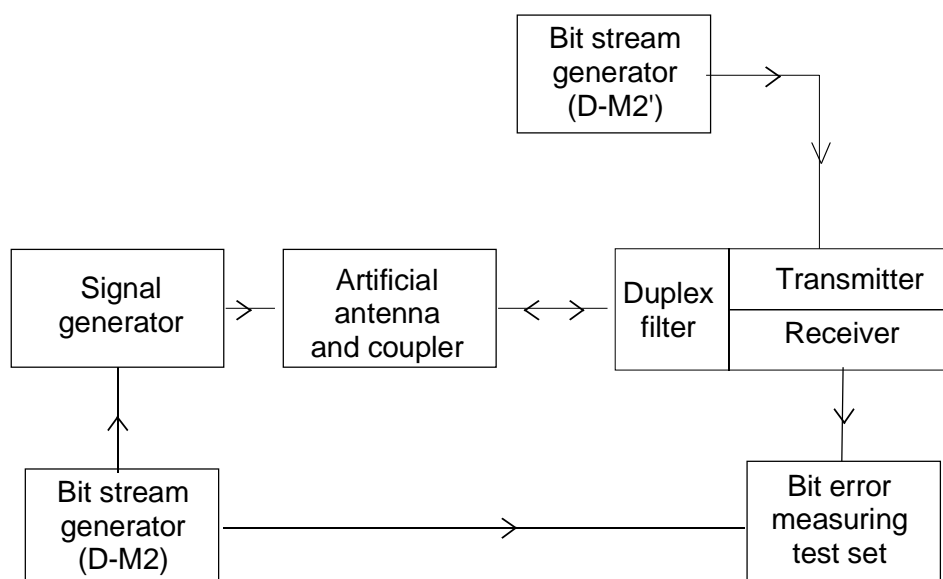 Bit stream
generator
(D-M2')
Signal
generator
Artificial
antenna
and coupler
Duplex
filter
Transmitter
Receiver
Bit stream
generator
(D-M2)
Bit error
measuring
test set